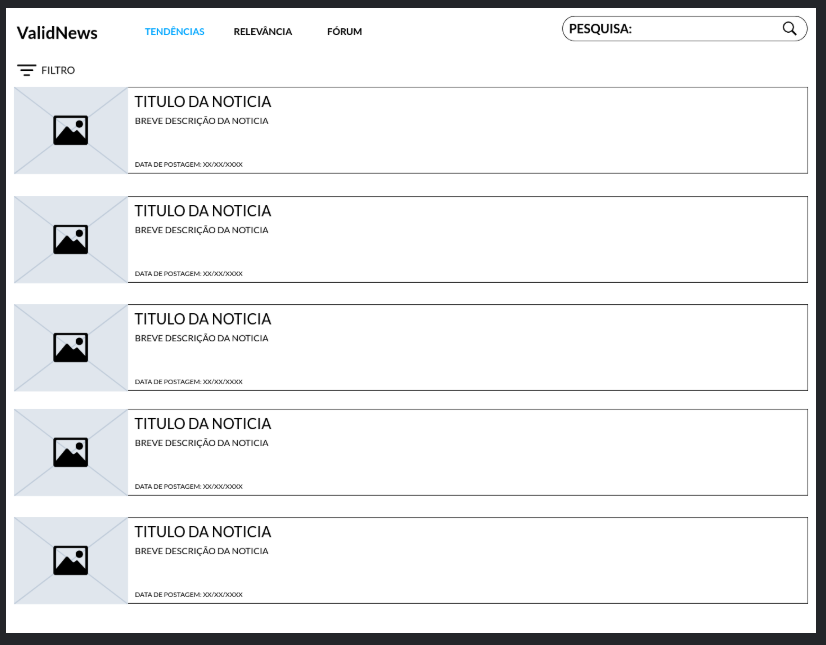 ValidNews
TENDÊNCIAS
RELEVÂNCIA
FÓRUM
PESQUISA:
FILTRO
TITULO DA NOTICIA
BREVE DESCRIÇÃO DA NOTICIA
DATA DE POSTAGEM: XX/XX/XXXX
TITULO DA NOTICIA
BREVE DESCRIÇÃO DA NOTICIA
DATA DE POSTAGEM: XX/XX/XXXX
TITULO DA NOTICIA
BREVE DESCRIÇÃO DA NOTICIA
DATA DE POSTAGEM: XX/XX/XXXX
TITULO DA NOTICIA
BREVE DESCRIÇÃO DA NOTICIA
DATA DE POSTAGEM: XX/XX/XXXX
TITULO DA NOTICIA
BREVE DESCRIÇÃO DA NOTICIA
DATA DE POSTAGEM: XX/XX/XXXX